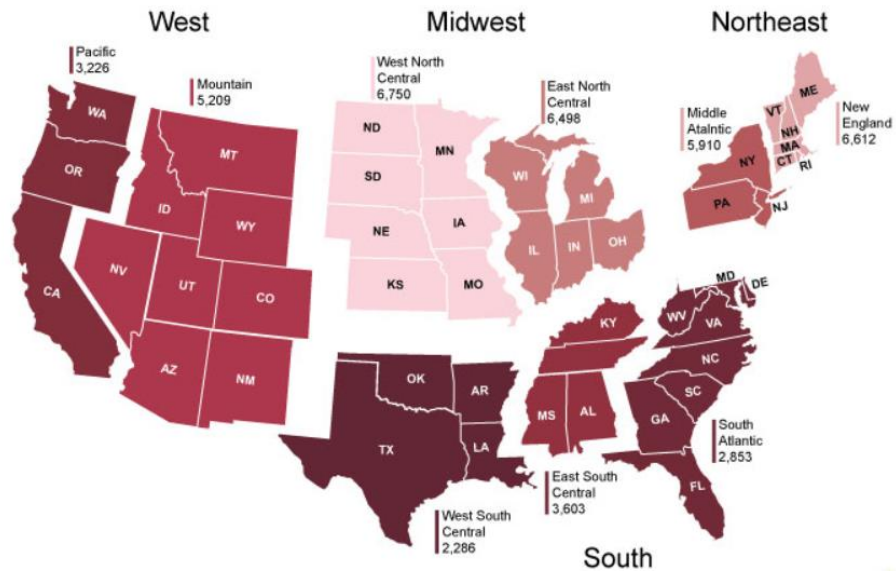 West
Midwest
Northeast
Pacific
3,226
Mountain
5,209
West North
Central
6,750
East North
Central
6,498
Middle
Atalntic
5,910
New
England
6,612
WA
OR
CA
MT
ID
WY
NV
UT
CO
AZ
NM
ND
MN
SD
NE
IA
KS
MO
WI
MI
IL
IN
OH
VT
ME
NH
MA
CT
RI
NY
PA
NJ
MD
DE
WV
VA
KY
NC
SC
GA
FL
MS
AL
OK
AR
TX
LA
South
Atlantic
2,853
East South
Central
3,603
West South
Central
2,286
South